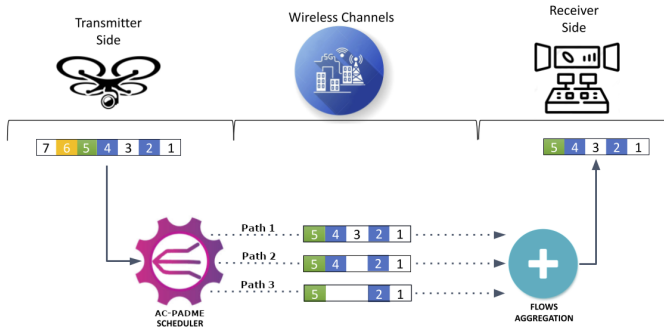 Transmitter
Side
Wireless Channels
Receiver
Side
5G
7 6 5 4 3 2 1
5 4 3 2 1
Path 1
5 4 3 2 1
Path 2
5 4 2 1
Path 3
5 2 1
AC-PADME
SCHEDULER
FLOWS
AGGREGATION